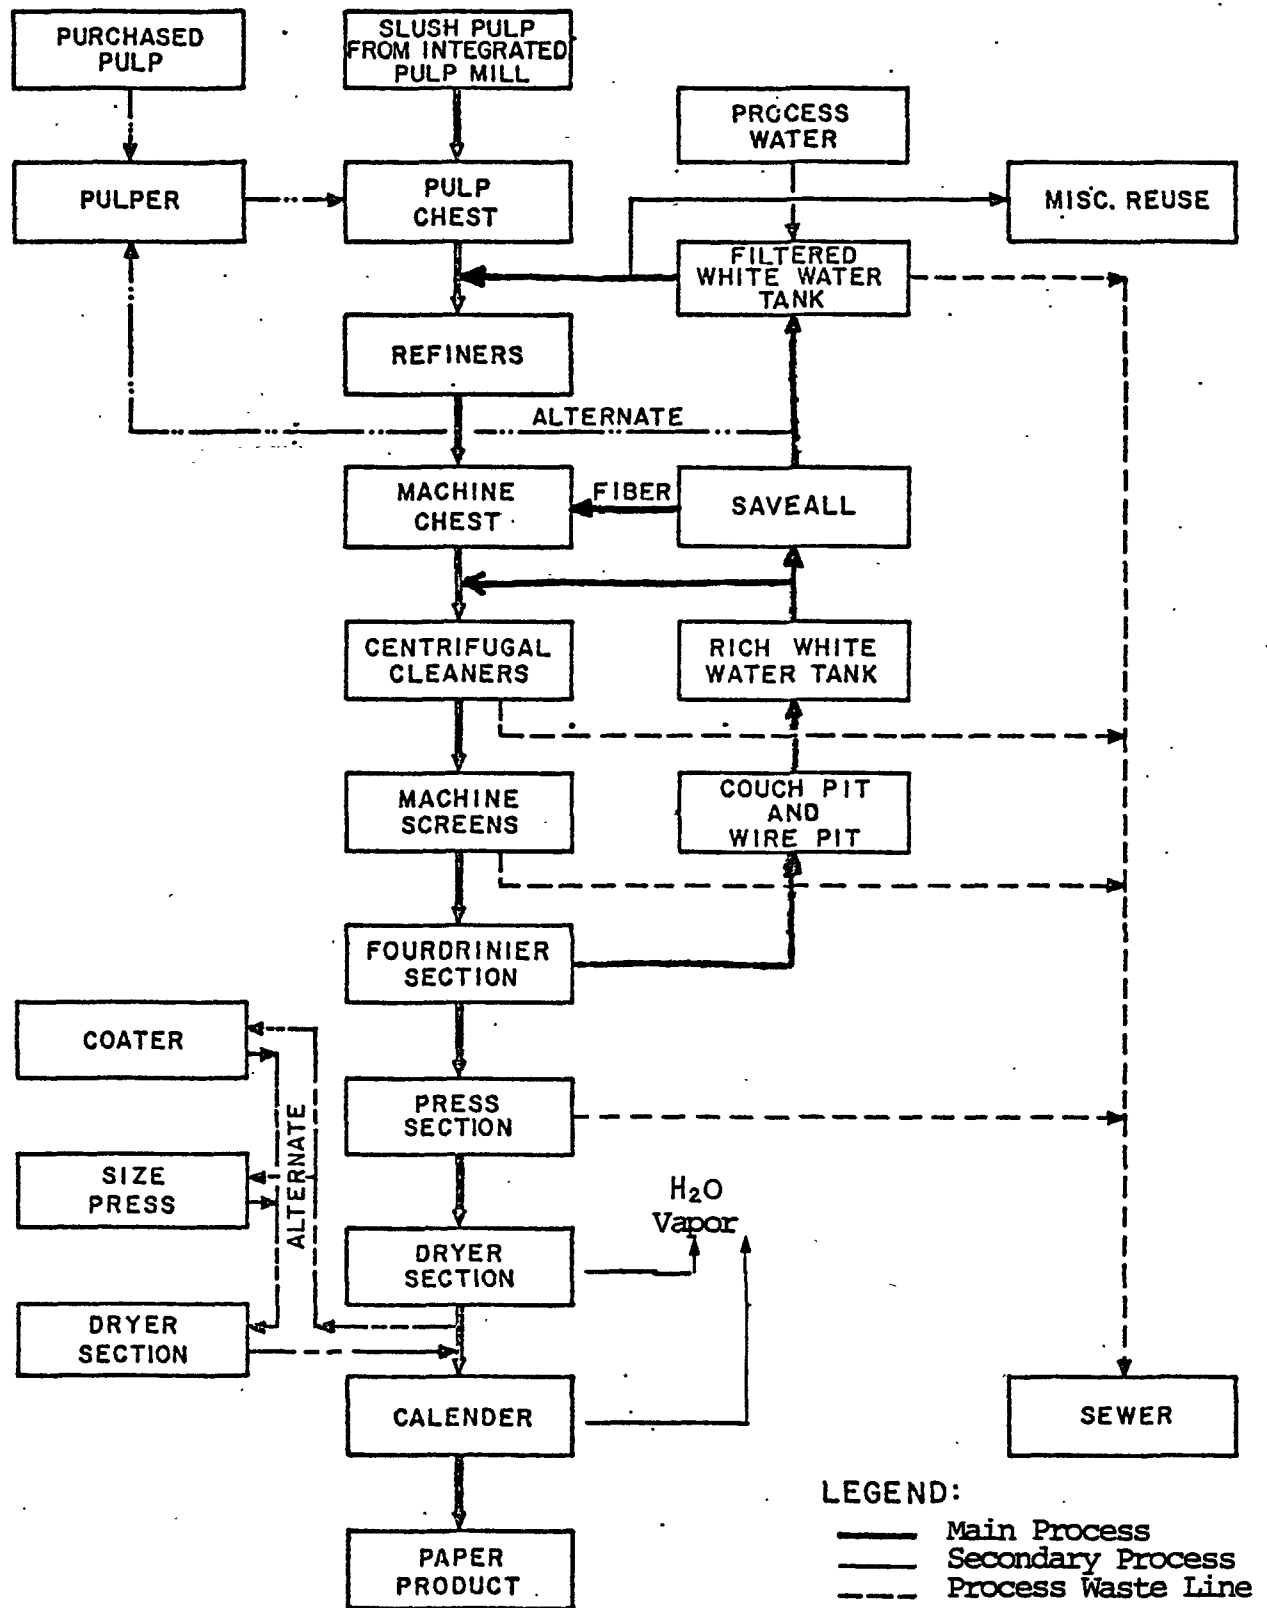 PURCHASED
PULP
SLUSH PULP
FROM INTEGRATED
PULP MILL
PROCESS
WATER
PULPER
PULP
CHEST
MISC. REUSE
FILTERED
WHITE WATER
TANK
REFINERS
ALTERNATE
MACHINE
CHEST
FIBER
SAVEALL
CENTRIFUGAL
CLEANERS
RICH WHITE
WATER TANK
MACHINE
SCREENS
COUCH PIT
AND
WIRE PIT
FOURDRINIER
SECTION
COATER
PRESS
SECTION
ALTERNATE
SIZE
PRESS
H₂O
Vapor
DRYER
SECTION
DRYER
SECTION
CALENDER
SEWER
PAPER
PRODUCT
LEGEND:
Main Process
Secondary Process
Process Waste Line